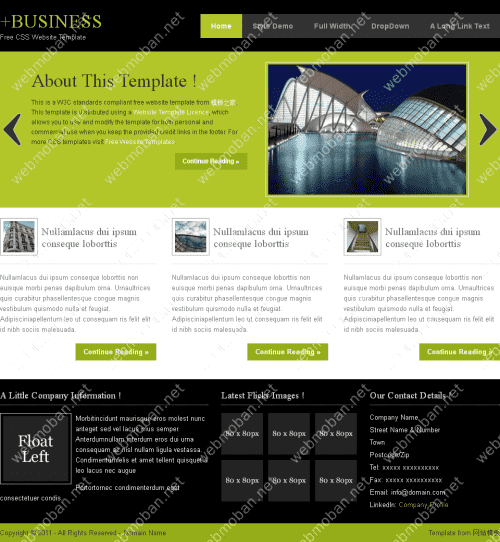 +BUSINESS
Free CSS Website Template
Home Style Demo Full Width DropDown A Long Link Text
About This Template !
This is a W3C standards compliant free website template from 模板之家
This template is distributed using a Website Template Licence, which
allows you to use and modify the template for both personal and
commercial use when you keep the provided credit links in the footer. For
more CSS templates visit Free Website Templates
Continue Reading »
Nullamlacus dui ipsum
conseque loborttis
Nullamlacus dui ipsum
conseque loborttis
Nullamlacus dui ipsum
conseque loborttis
Nullamlacus dui ipsum conseque loborttis non
euisque morbi penas dapibulum orna. Urnaultrices
quis curabitur phasellentesque congue magnis
vestibulum quismodo nulla et feugiat.
Adipisciniapellentum leo ut consequam ris felit elit
id nibh sociis malesuada.
Continue Reading »
Nullamlacus dui ipsum conseque loborttis non
euisque morbi penas dapibulum orna. Urnaultrices
quis curabitur phasellentesque congue magnis
vestibulum quismodo nulla et feugiat.
Adipisciniapellentum leo ut consequam ris felit elit
id nibh sociis malesuada.
Continue Reading »
Nullamlacus dui ipsum conseque loborttis non
euisque morbi penas dapibulum orna. Urnaultrices
quis curabitur phasellentesque congue magnis
vestibulum quismodo nulla et feugiat.
Adipisciniapellentum leo ut consequam ris felit elit
id nibh sociis malesuada.
Continue Reading »
A Little Company Information !
Float
Left
Morbitincidunt maurisque eros molest nunc
anteget sed vel lacus mus semper.
Anterdumnullam interdum eros dui urna
consequam ac nisl nullam ligula vestassa.
Condimentumfelis et amet tellent quisquet a
leo lacus nec augue
Portortornec condimenterdum eget
consectetuer condis.
Latest Flickr Images !
80 x 80px 80 x 80px 80 x 80px
80 x 80px 80 x 80px 80 x 80px
Our Contact Details !
Company Name
Street Name & Number
Town
Postcode/Zip
Tel: xxxxx xxxxxxxxxx
Fax: xxxxx xxxxxxxxxx
Email: info@domain.com
LinkedIn: Company Profile
Copyright © 2011 - All Rights Reserved - Domain Name
Template from 网站模板
webmoban.net